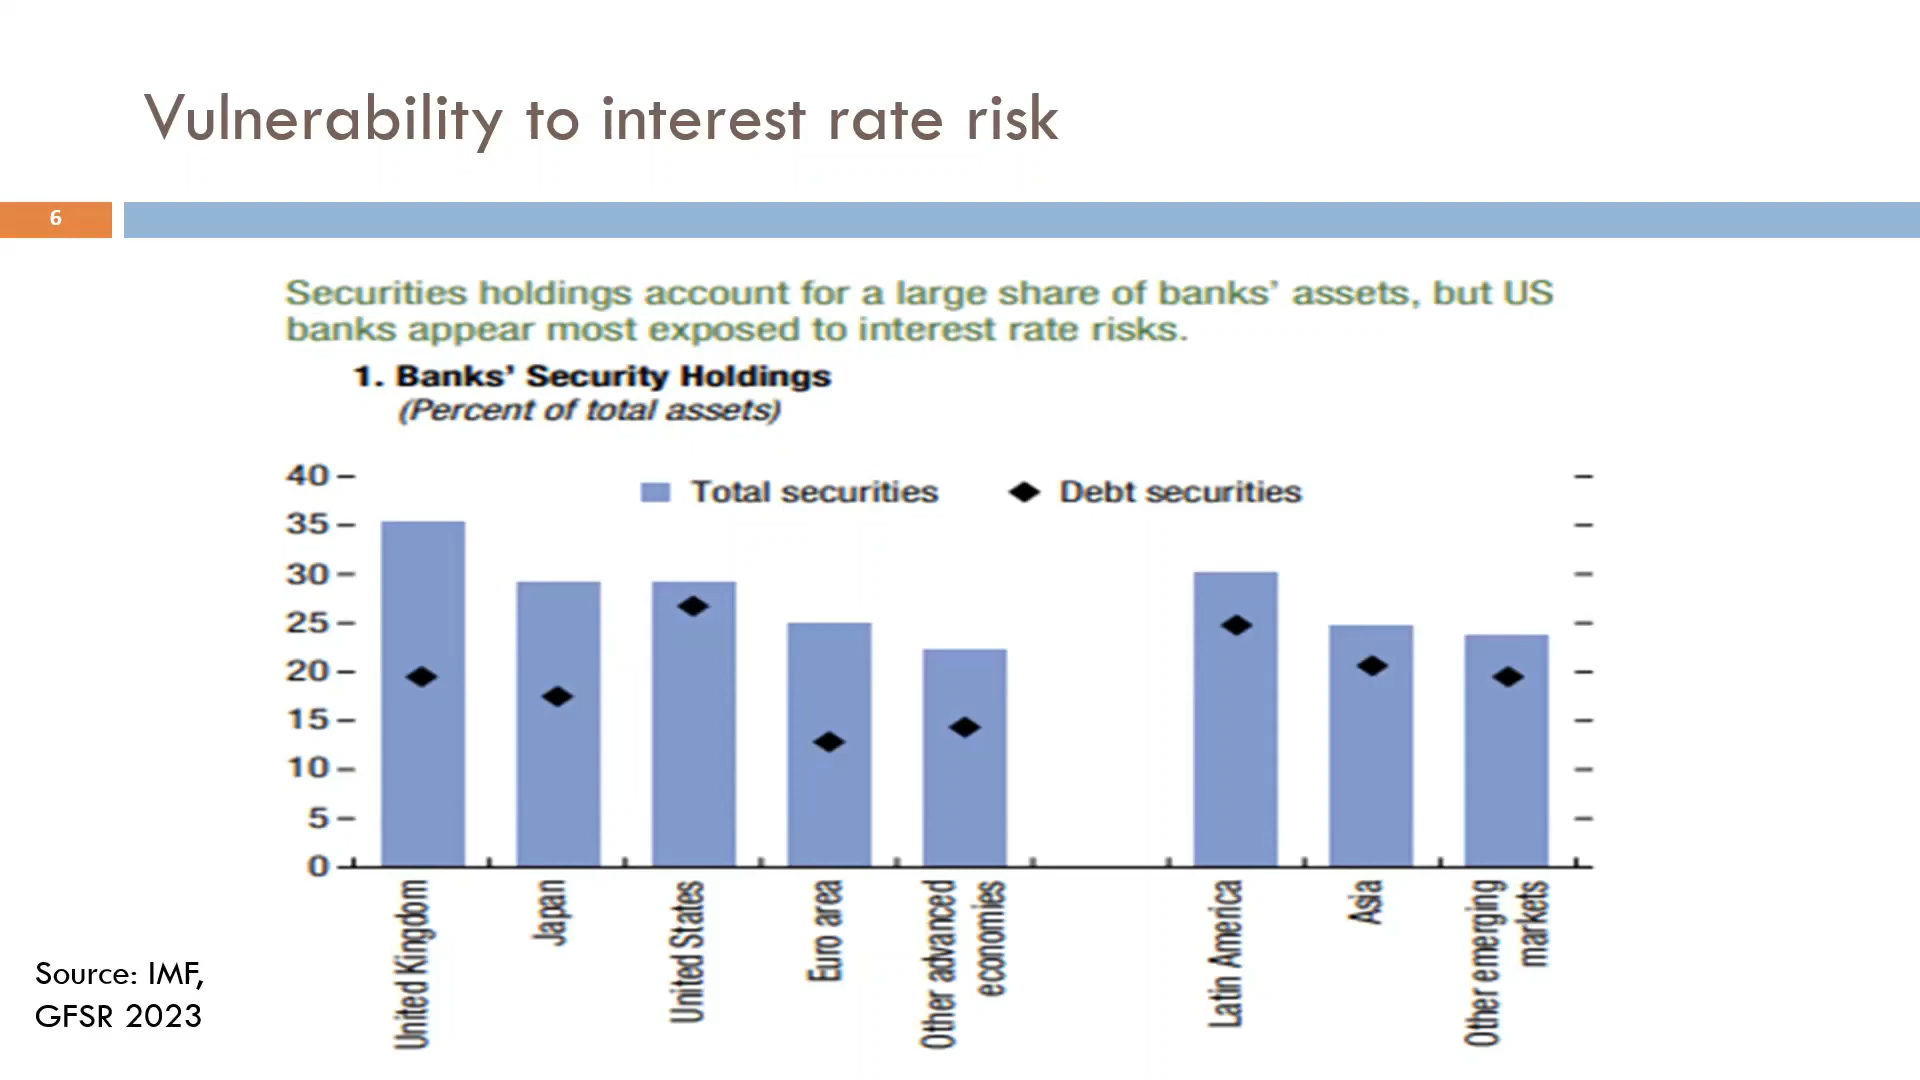 Vulnerability to interest rate risk
6
Securities holdings account for a large share of banks’ assets, but US
banks appear most exposed to interest rate risks.
1. Banks’ Security Holdings
(Percent of total assets)
Total securities
Debt securities
40
35
30
25
20
15
10
5
0
United Kingdom
Japan
United States
Euro area
Other advanced
economies
Latin America
Asia
Other emerging
markets
Source: IMF,
GFSR 2023